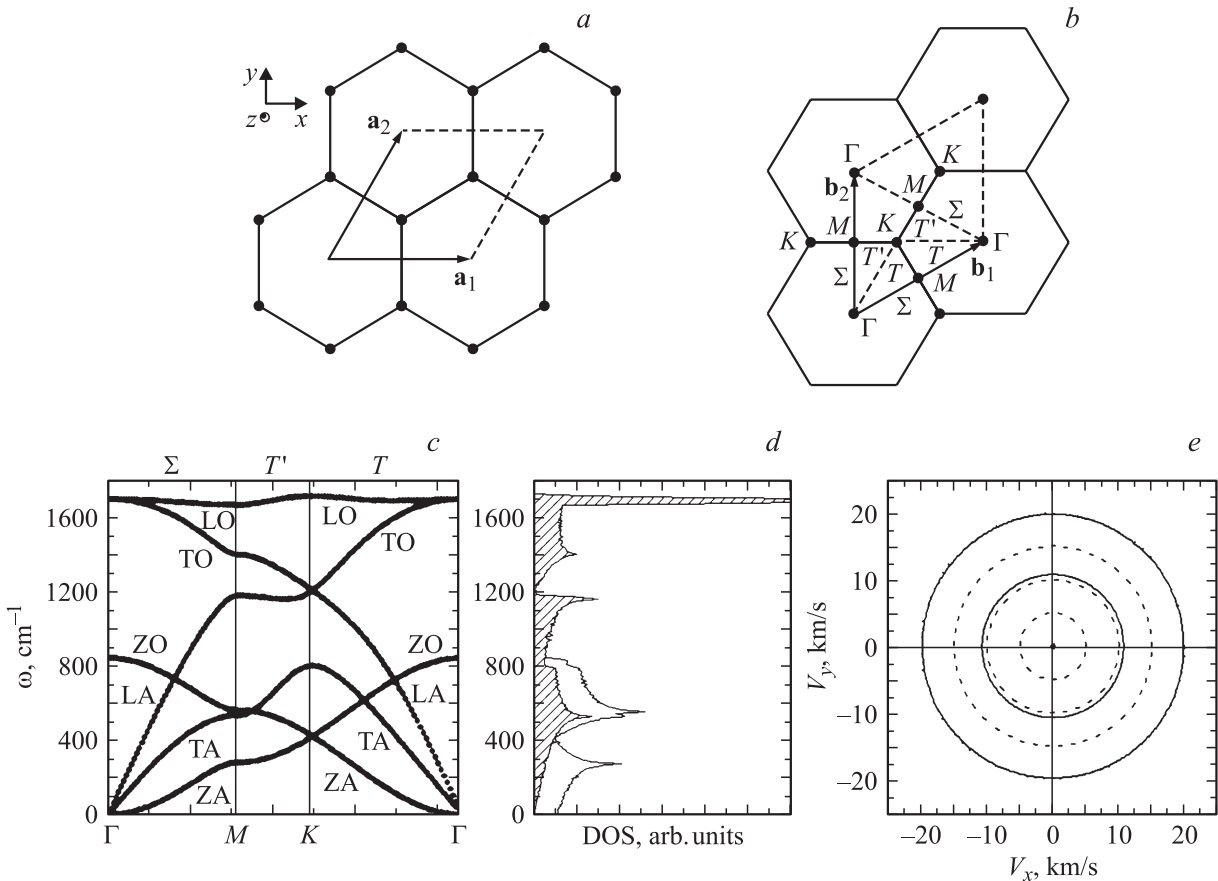 a
b
y
z
x
a2
a1
Γ
K
b2
M
Σ
K
M
K
T'
Γ
T'
T
T
b1
Σ
M
Γ
Σ
c
d
e
Σ
T'
T
1600
1200
800
400
0
ω, cm−1
LO
LO
TO
TO
ZO
ZO
LA
LA
TA
TA
ZA
ZA
Γ
M
K
Γ
1600
1200
800
400
0
DOS, arb. units
20
10
0
−10
−20
Vy, km/s
−20
−10
0
10
20
Vx, km/s